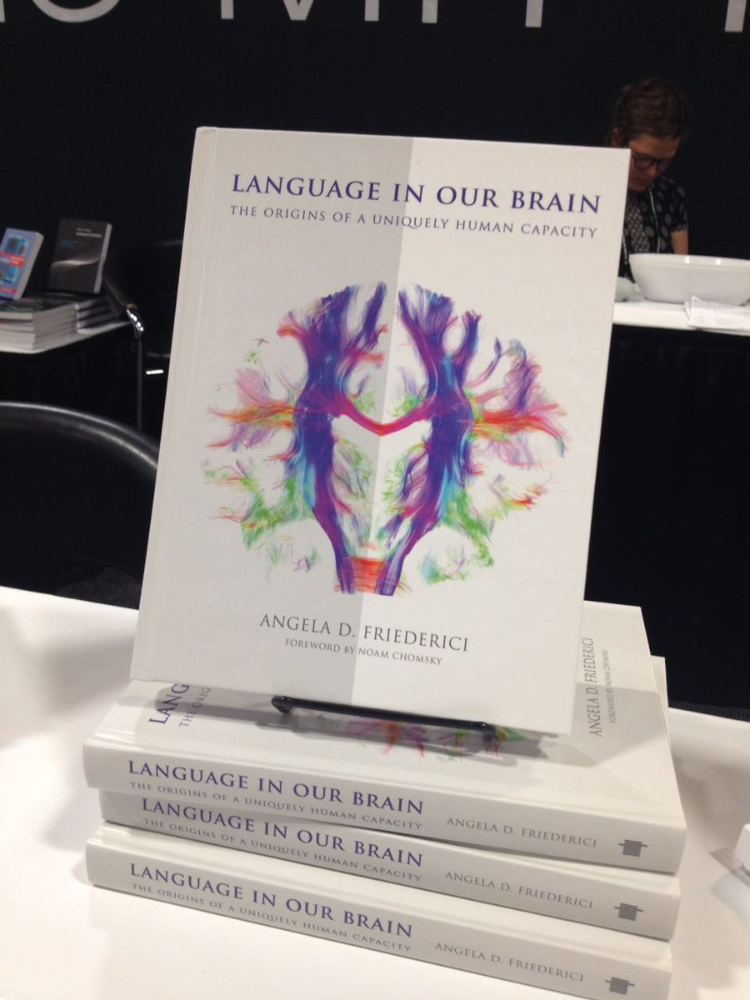 LANGUAGE IN OUR BRAIN
THE ORIGINS OF A UNIQUELY HUMAN CAPACITY
ANGELA D. FRIEDERICI
FOREWORD BY NOAM CHOMSKY
ANGELA D. FRIEDERICI
FOREWORD BY NOAM CHOMSKY
LANGUAGE IN OUR BRAIN
THE ORIGINS OF A UNIQUELY HUMAN CAPACITY
ANGELA D. FRIEDERICI
LANGUAGE IN OUR BRAIN
THE ORIGINS OF A UNIQUELY HUMAN CAPACITY
ANGELA D. FRIEDERICI
LANGUAGE IN OUR BRAIN
THE ORIGINS OF A UNIQUELY HUMAN CAPACITY
ANGELA D. FRIEDERICI